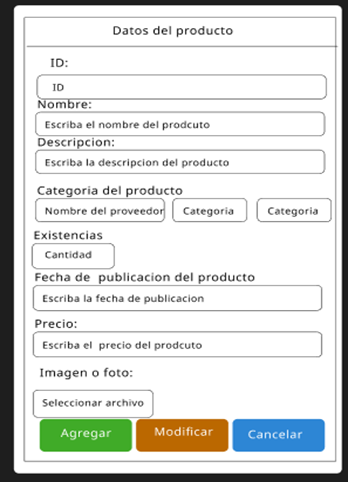 Datos del producto
ID:
ID
Nombre:
Escriba el nombre del prodcuto
Descripcion:
Escriba la descripcion del producto
Categoria del producto
Nombre del proveedor Categoria Categoria
Existencias
Cantidad
Fecha de publicacion del producto
Escriba la fecha de publicacion
Precio:
Escriba el precio del prodcuto
Imagen o foto:
Seleccionar archivo
Agregar Modificar Cancelar